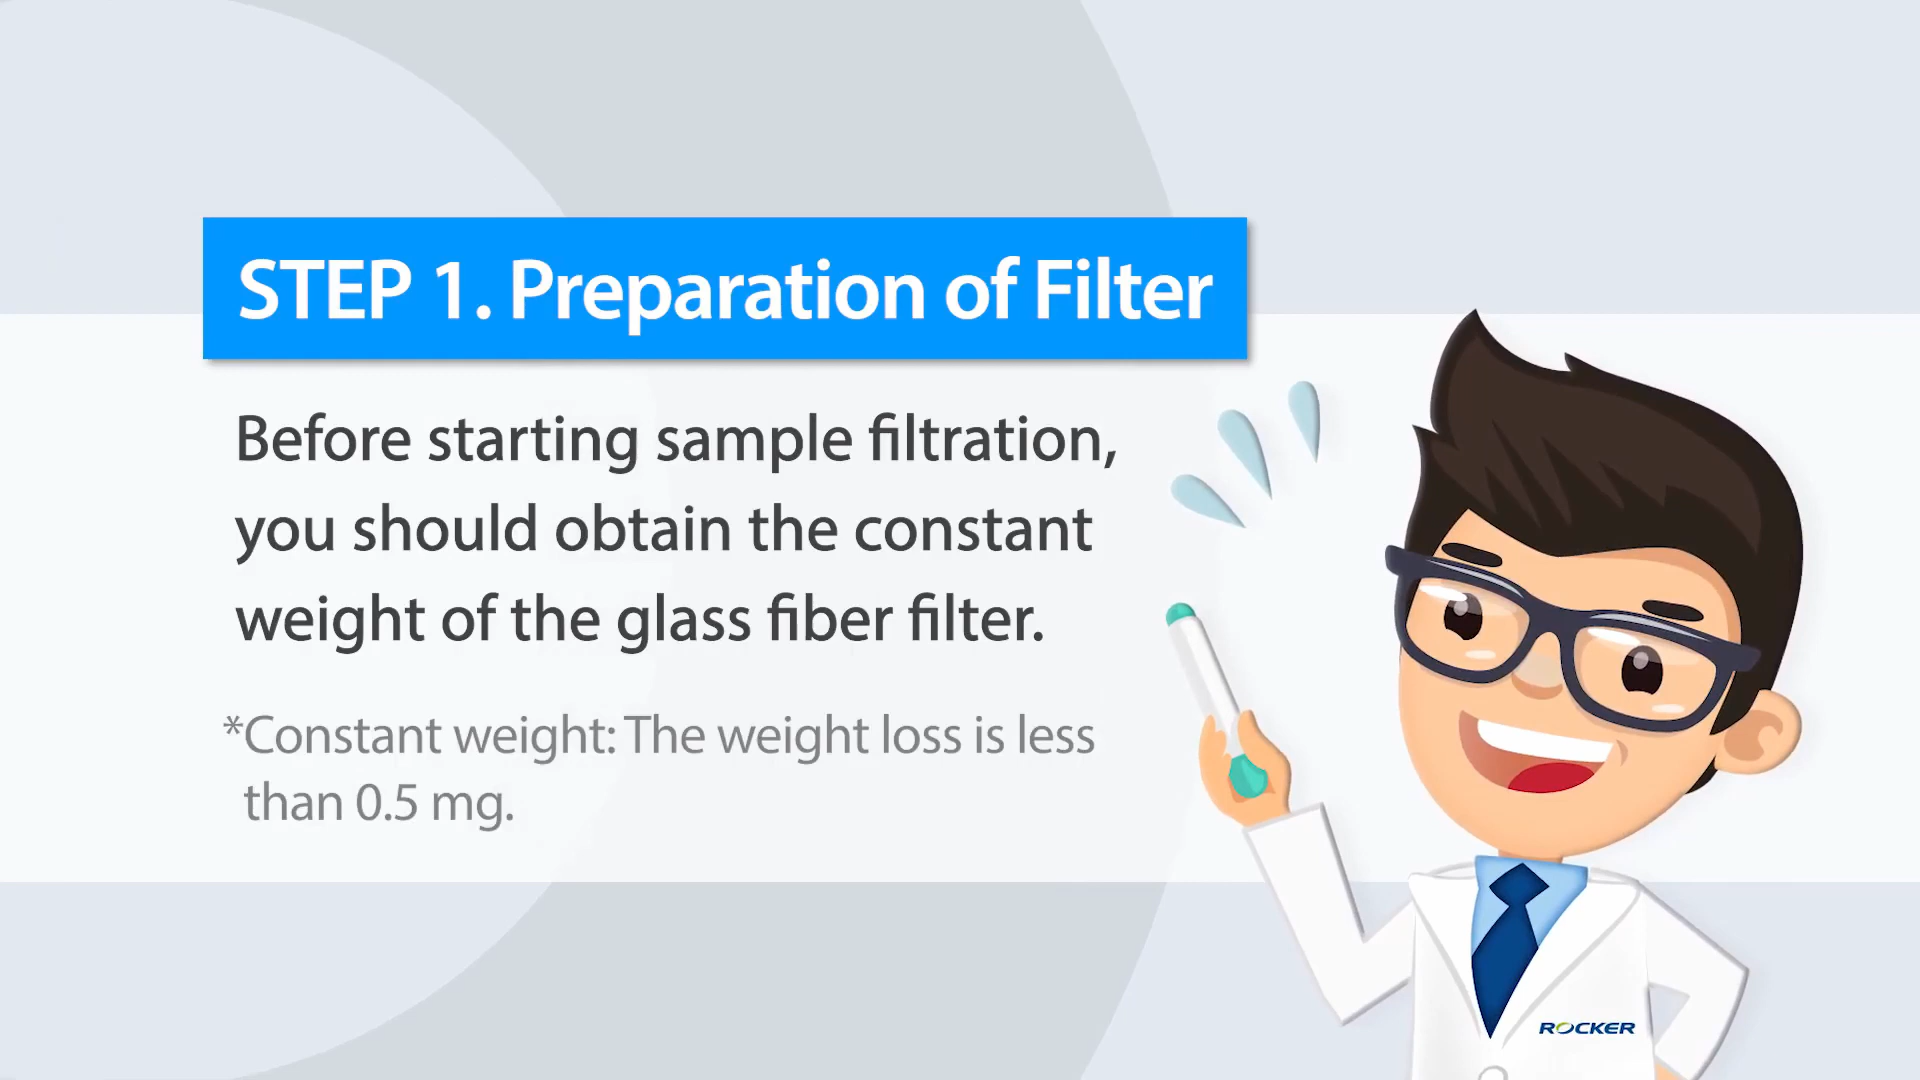 STEP 1. Preparation of Filter
Before starting sample filtration,
you should obtain the constant
weight of the glass fiber filter.
*Constant weight: The weight loss is less
than 0.5 mg.
ROCKER